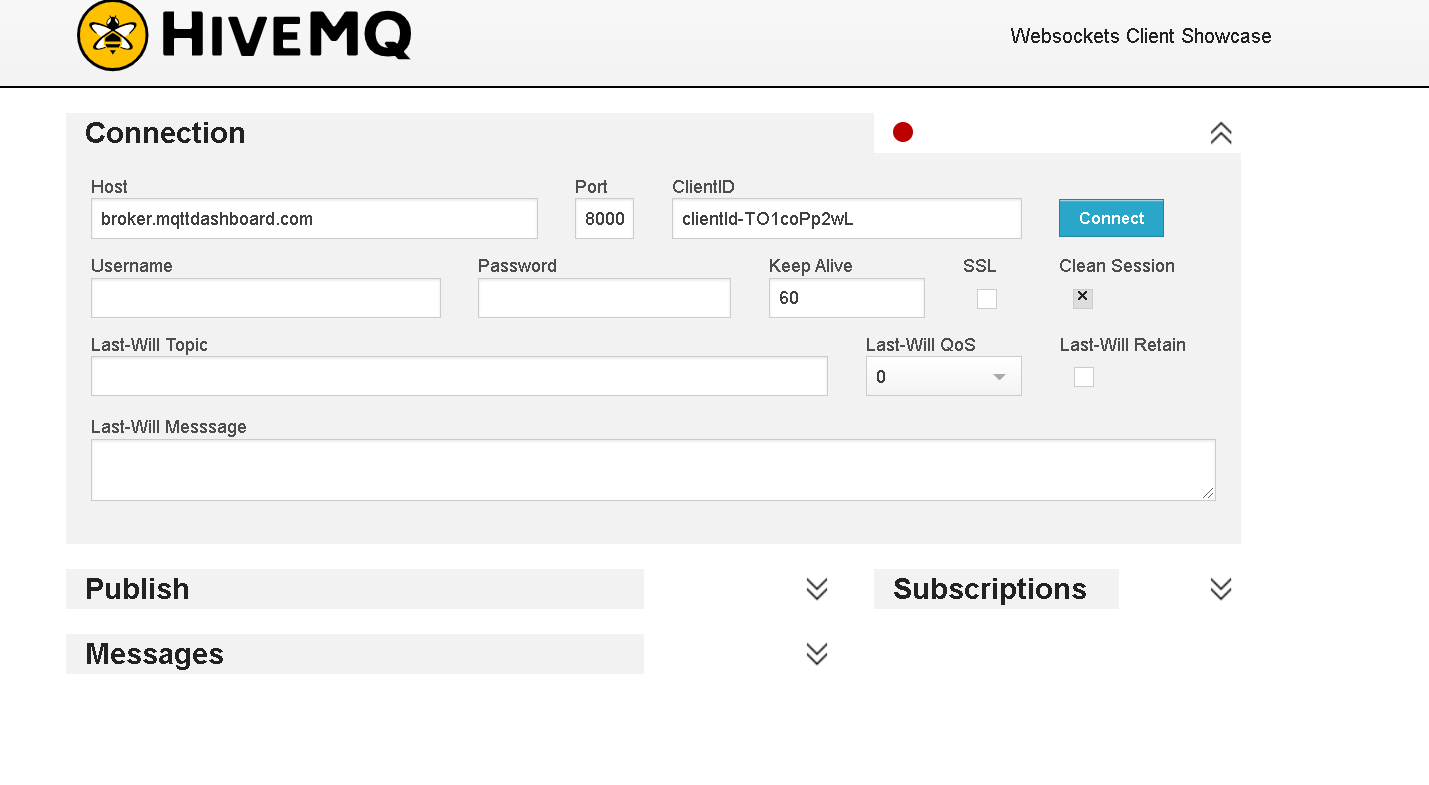 HIVEMQ
Websockets Client Showcase
Connection
Host Port ClientID
broker.mqttdashboard.com 8000 clientId-TO1coPp2wL Connect
Username Password Keep Alive SSL Clean Session
60
Last-Will Topic Last-Will QoS Last-Will Retain
0
Last-Will Messsage
Publish Subscriptions
Messages